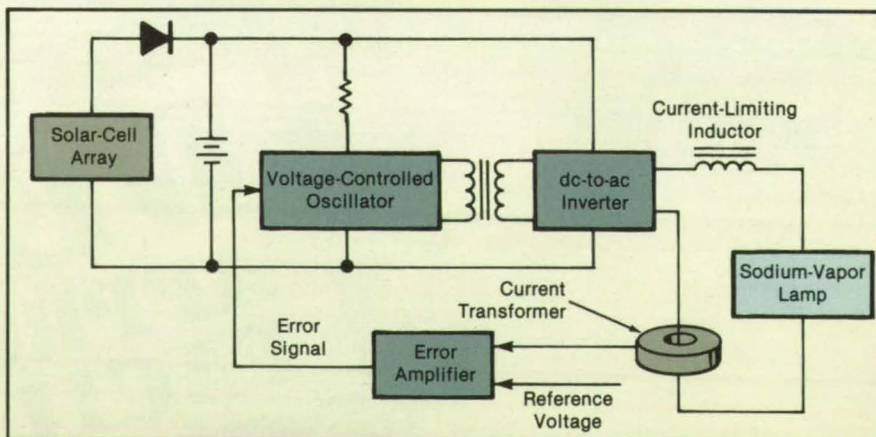 Solar-Cell
Array
Voltage-Controlled
Oscillator
dc-to-ac
Inverter
Current-Limiting
Inductor
Sodium-Vapor
Lamp
Current
Transformer
Error
Signal
Error
Amplifier
Reference
Voltage